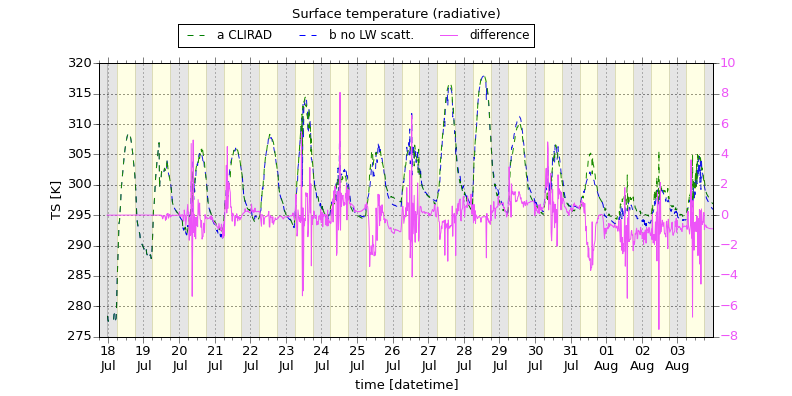 Surface temperature (radiative)
a CLIRAD b no LW scatt. difference
320 10
315 8
310 6
305 4
300 2
295 0
290 −2
285 −4
280 −6
275 −8
TS [K]
18 19 20 21 22 23 24 25 26 27 28 29 30 31 01 02 03
Jul Jul Jul Jul Jul Jul Jul Jul Jul Jul Jul Jul Jul Jul Aug Aug Aug
time [datetime]